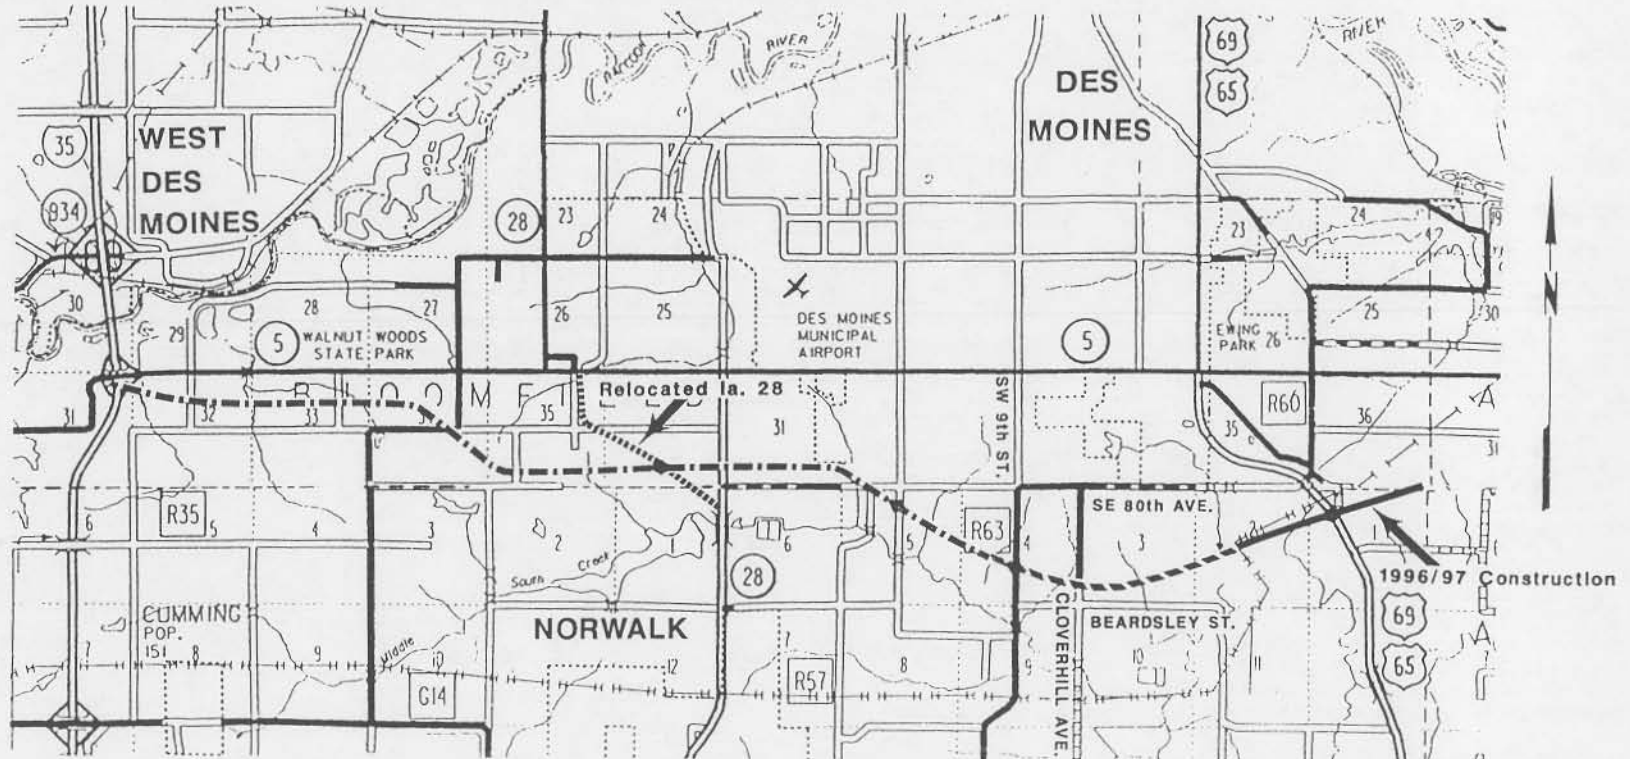 RACCOON
RIVER
RIVER
69
65
DES
MOINES
35
WEST
DES
MOINES
934
28
23
24
23
24
19
30
29
28
27
26
25
5
WALNUT WOODS
STATE PARK
DES MOINES
MUNICIPAL
AIRPORT
5
EWING
PARK 26
25
30
N
31
32
33
34
BLOOMFIELD
35
Relocated Ia. 28
31
SW 9th ST.
R60
35
36
A
31
R35
6
5
4
3
2
1
6
5
R63
4
3
2
1
SE 80th AVE.
South Creek
28
1996/97 Construction
CUMMING
POP.
151
NORWALK
CLOVERHILL AVE.
BEARDSLEY ST.
69
65
A
7
8
9
Middle
10
12
7
R57
8
9
10
11
G14